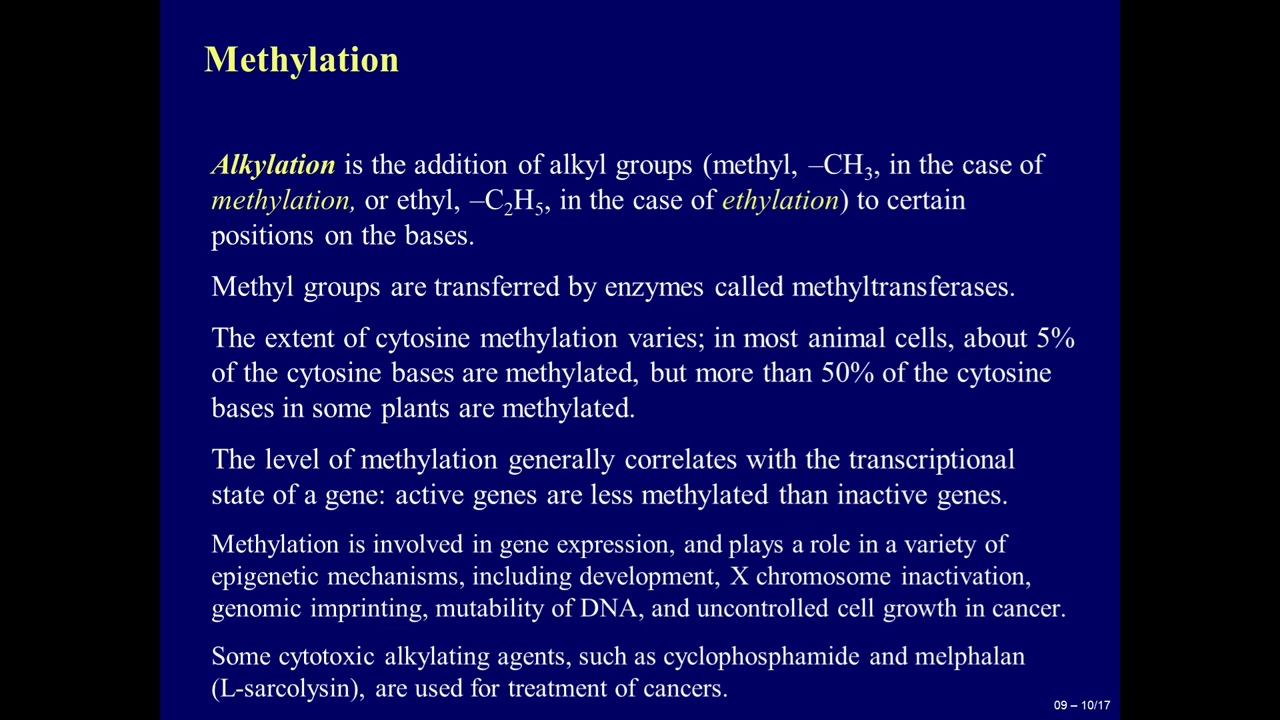 Methylation
Alkylation is the addition of alkyl groups (methyl, –CH₃, in the case of
methylation, or ethyl, –C₂H₅, in the case of ethylation) to certain
positions on the bases.
Methyl groups are transferred by enzymes called methyltransferases.
The extent of cytosine methylation varies; in most animal cells, about 5%
of the cytosine bases are methylated, but more than 50% of the cytosine
bases in some plants are methylated.
The level of methylation generally correlates with the transcriptional
state of a gene: active genes are less methylated than inactive genes.
Methylation is involved in gene expression, and plays a role in a variety of
epigenetic mechanisms, including development, X chromosome inactivation,
genomic imprinting, mutability of DNA, and uncontrolled cell growth in cancer.
Some cytotoxic alkylating agents, such as cyclophosphamide and melphalan
(L-sarcolysin), are used for treatment of cancers.
09 – 10/17